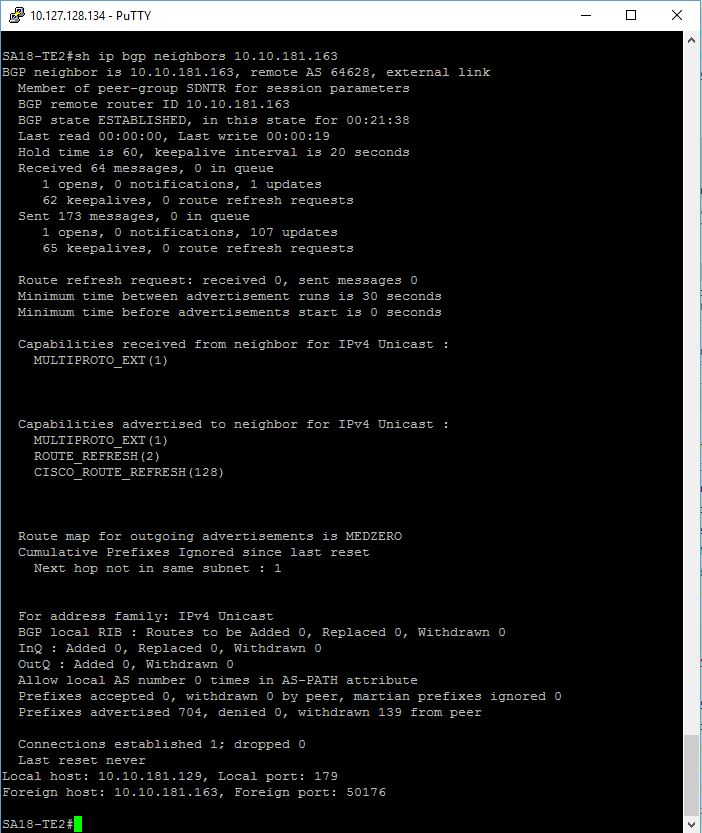 10.127.128.134 - PuTTY
SA18-TE2#sh ip bgp neighbors 10.10.181.163
BGP neighbor is 10.10.181.163, remote AS 64628, external link
Member of peer-group SDNTR for session parameters
BGP remote router ID 10.10.181.163
BGP state ESTABLISHED, in this state for 00:21:38
Last read 00:00:00, Last write 00:00:19
Hold time is 60, keepalive interval is 20 seconds
Received 64 messages, 0 in queue
1 opens, 0 notifications, 1 updates
62 keepalives, 0 route refresh requests
Sent 173 messages, 0 in queue
1 opens, 0 notifications, 107 updates
65 keepalives, 0 route refresh requests
Route refresh request: received 0, sent messages 0
Minimum time between advertisement runs is 30 seconds
Minimum time before advertisements start is 0 seconds
Capabilities received from neighbor for IPv4 Unicast :
MULTIPROTO_EXT(1)
Capabilities advertised to neighbor for IPv4 Unicast :
MULTIPROTO_EXT(1)
ROUTE_REFRESH(2)
CISCO_ROUTE_REFRESH(128)
Route map for outgoing advertisements is MEDZERO
Cumulative Prefixes Ignored since last reset
Next hop not in same subnet : 1
For address family: IPv4 Unicast
BGP local RIB : Routes to be Added 0, Replaced 0, Withdrawn 0
InQ : Added 0, Replaced 0, Withdrawn 0
OutQ : Added 0, Withdrawn 0
Allow local AS number 0 times in AS-PATH attribute
Prefixes accepted 0, withdrawn 0 by peer, martian prefixes ignored 0
Prefixes advertised 704, denied 0, withdrawn 139 from peer
Connections established 1; dropped 0
Last reset never
Local host: 10.10.181.129, Local port: 179
Foreign host: 10.10.181.163, Foreign port: 50176
SA18-TE2#